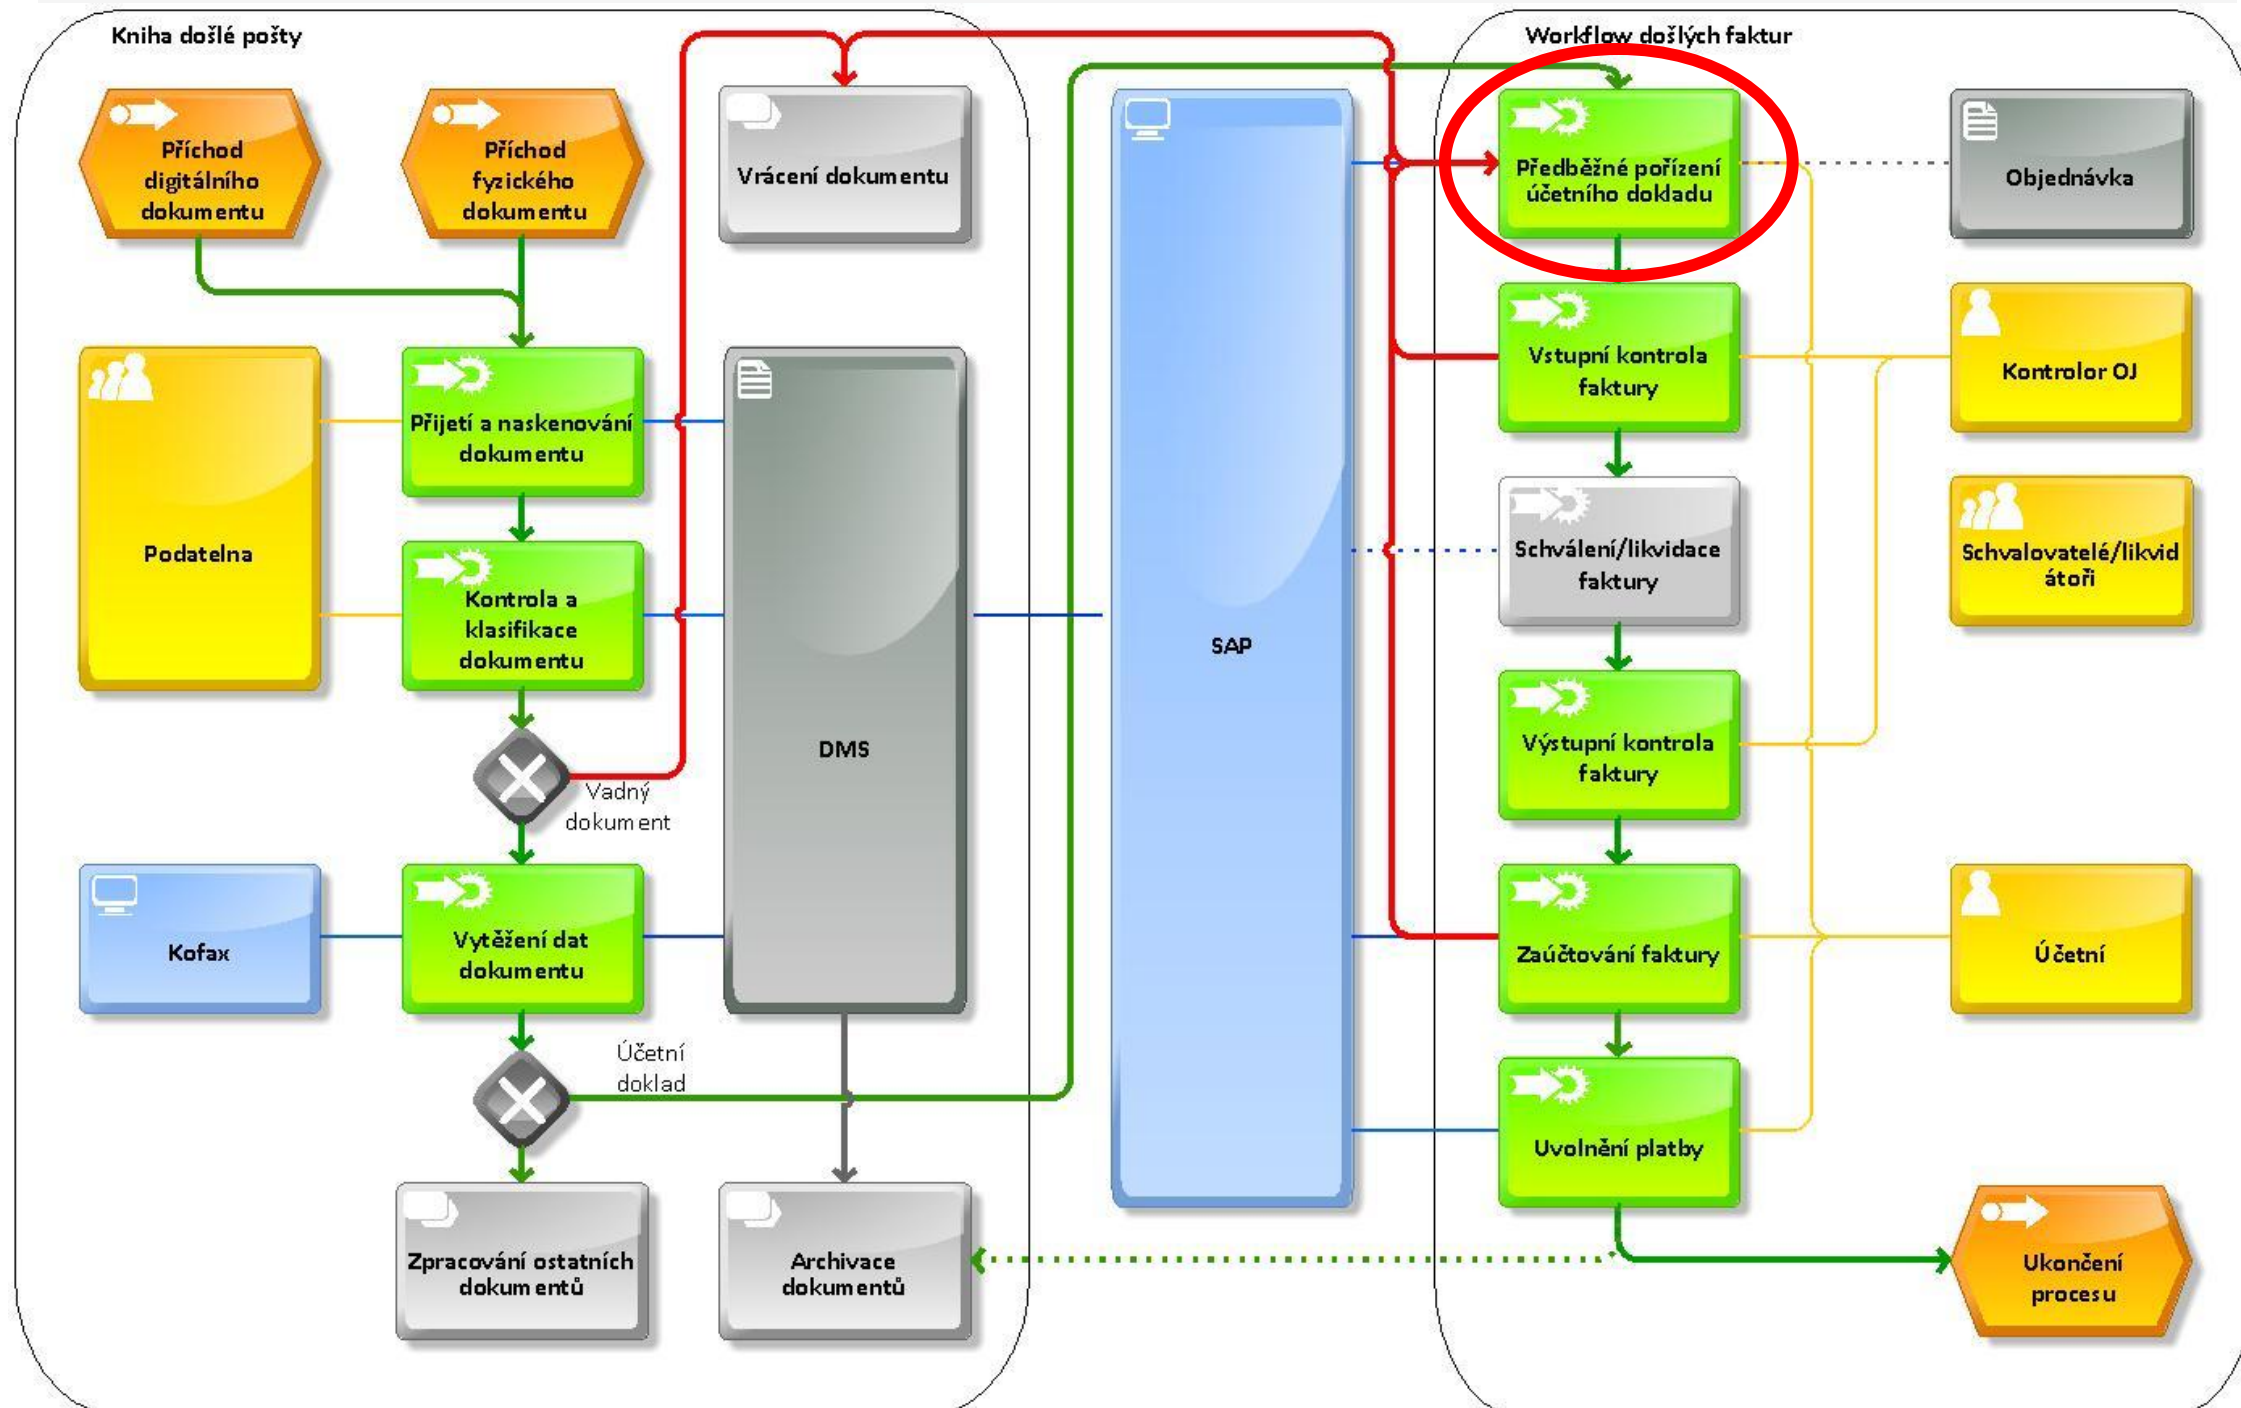 Kniha došlé pošty
Příchod
digitálního
dokumentu
Příchod
fyzického
dokumentu
Vrácení dokumentu
Podatelna
Přijetí a naskenování
dokumentu
Kontrola a
klasifikace
dokumentu
Vadný
dokument
DMS
Kofax
Vytěžení dat
dokumentu
Účetní
doklad
Zpracování ostatních
dokumentů
Archivace
dokumentů
SAP
Workflow došlých faktur
Předběžné pořízení
účetního dokladu
Objednávka
Vstupní kontrola
faktury
Kontrolor OJ
Schválení/likvidace
faktury
Schvalovatelé/likvid
átoři
Výstupní kontrola
faktury
Zaúčtování faktury
Účetní
Uvolnění platby
Ukončení
procesu